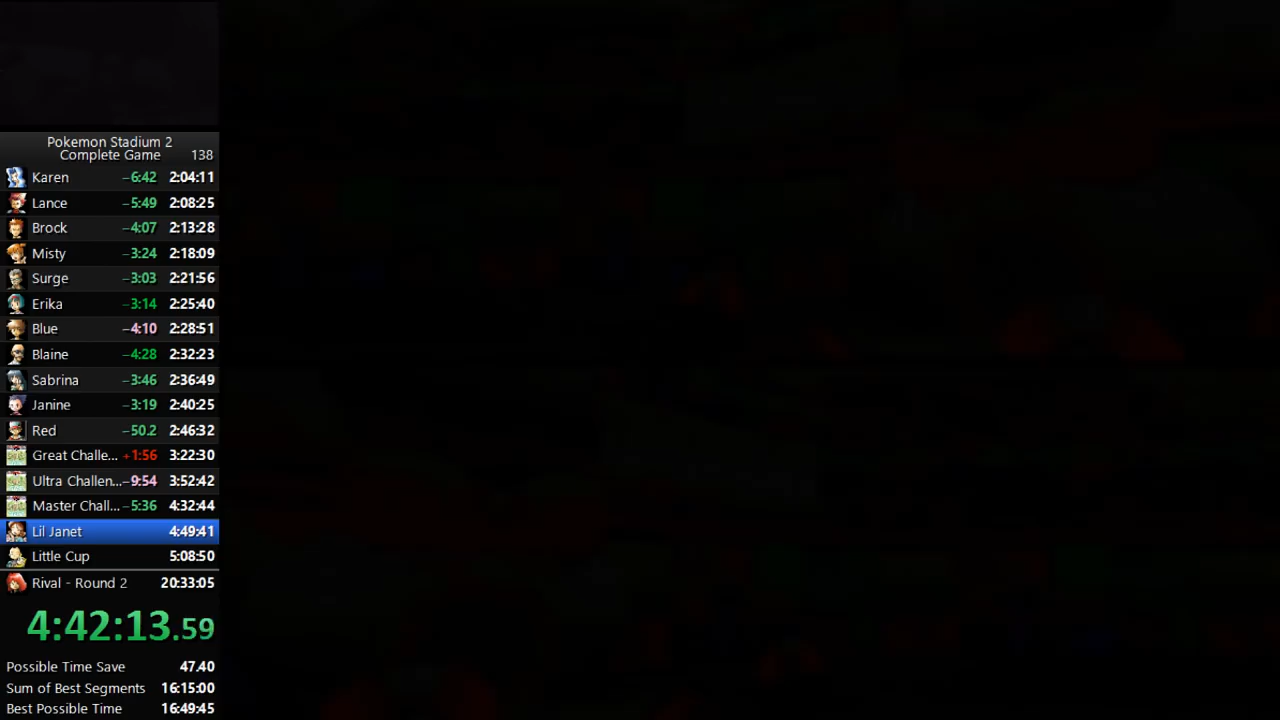 Pokemon Stadium 2
Complete Game 138
Karen −6:42 2:04:11
Lance −5:49 2:08:25
Brock −4:07 2:13:28
Misty −3:24 2:18:09
Surge −3:03 2:21:56
Erika −3:14 2:25:40
Blue −4:10 2:28:51
Blaine −4:28 2:32:23
Sabrina −3:46 2:36:49
Janine −3:19 2:40:25
Red −50.2 2:46:32
Great Challe... +1:56 3:22:30
Ultra Challen... −9:54 3:52:42
Master Chall... −5:36 4:32:44
Lil Janet 4:49:41
Little Cup 5:08:50
Rival - Round 2 20:33:05
4:42:13.59
Possible Time Save 47.40
Sum of Best Segments 16:15:00
Best Possible Time 16:49:45